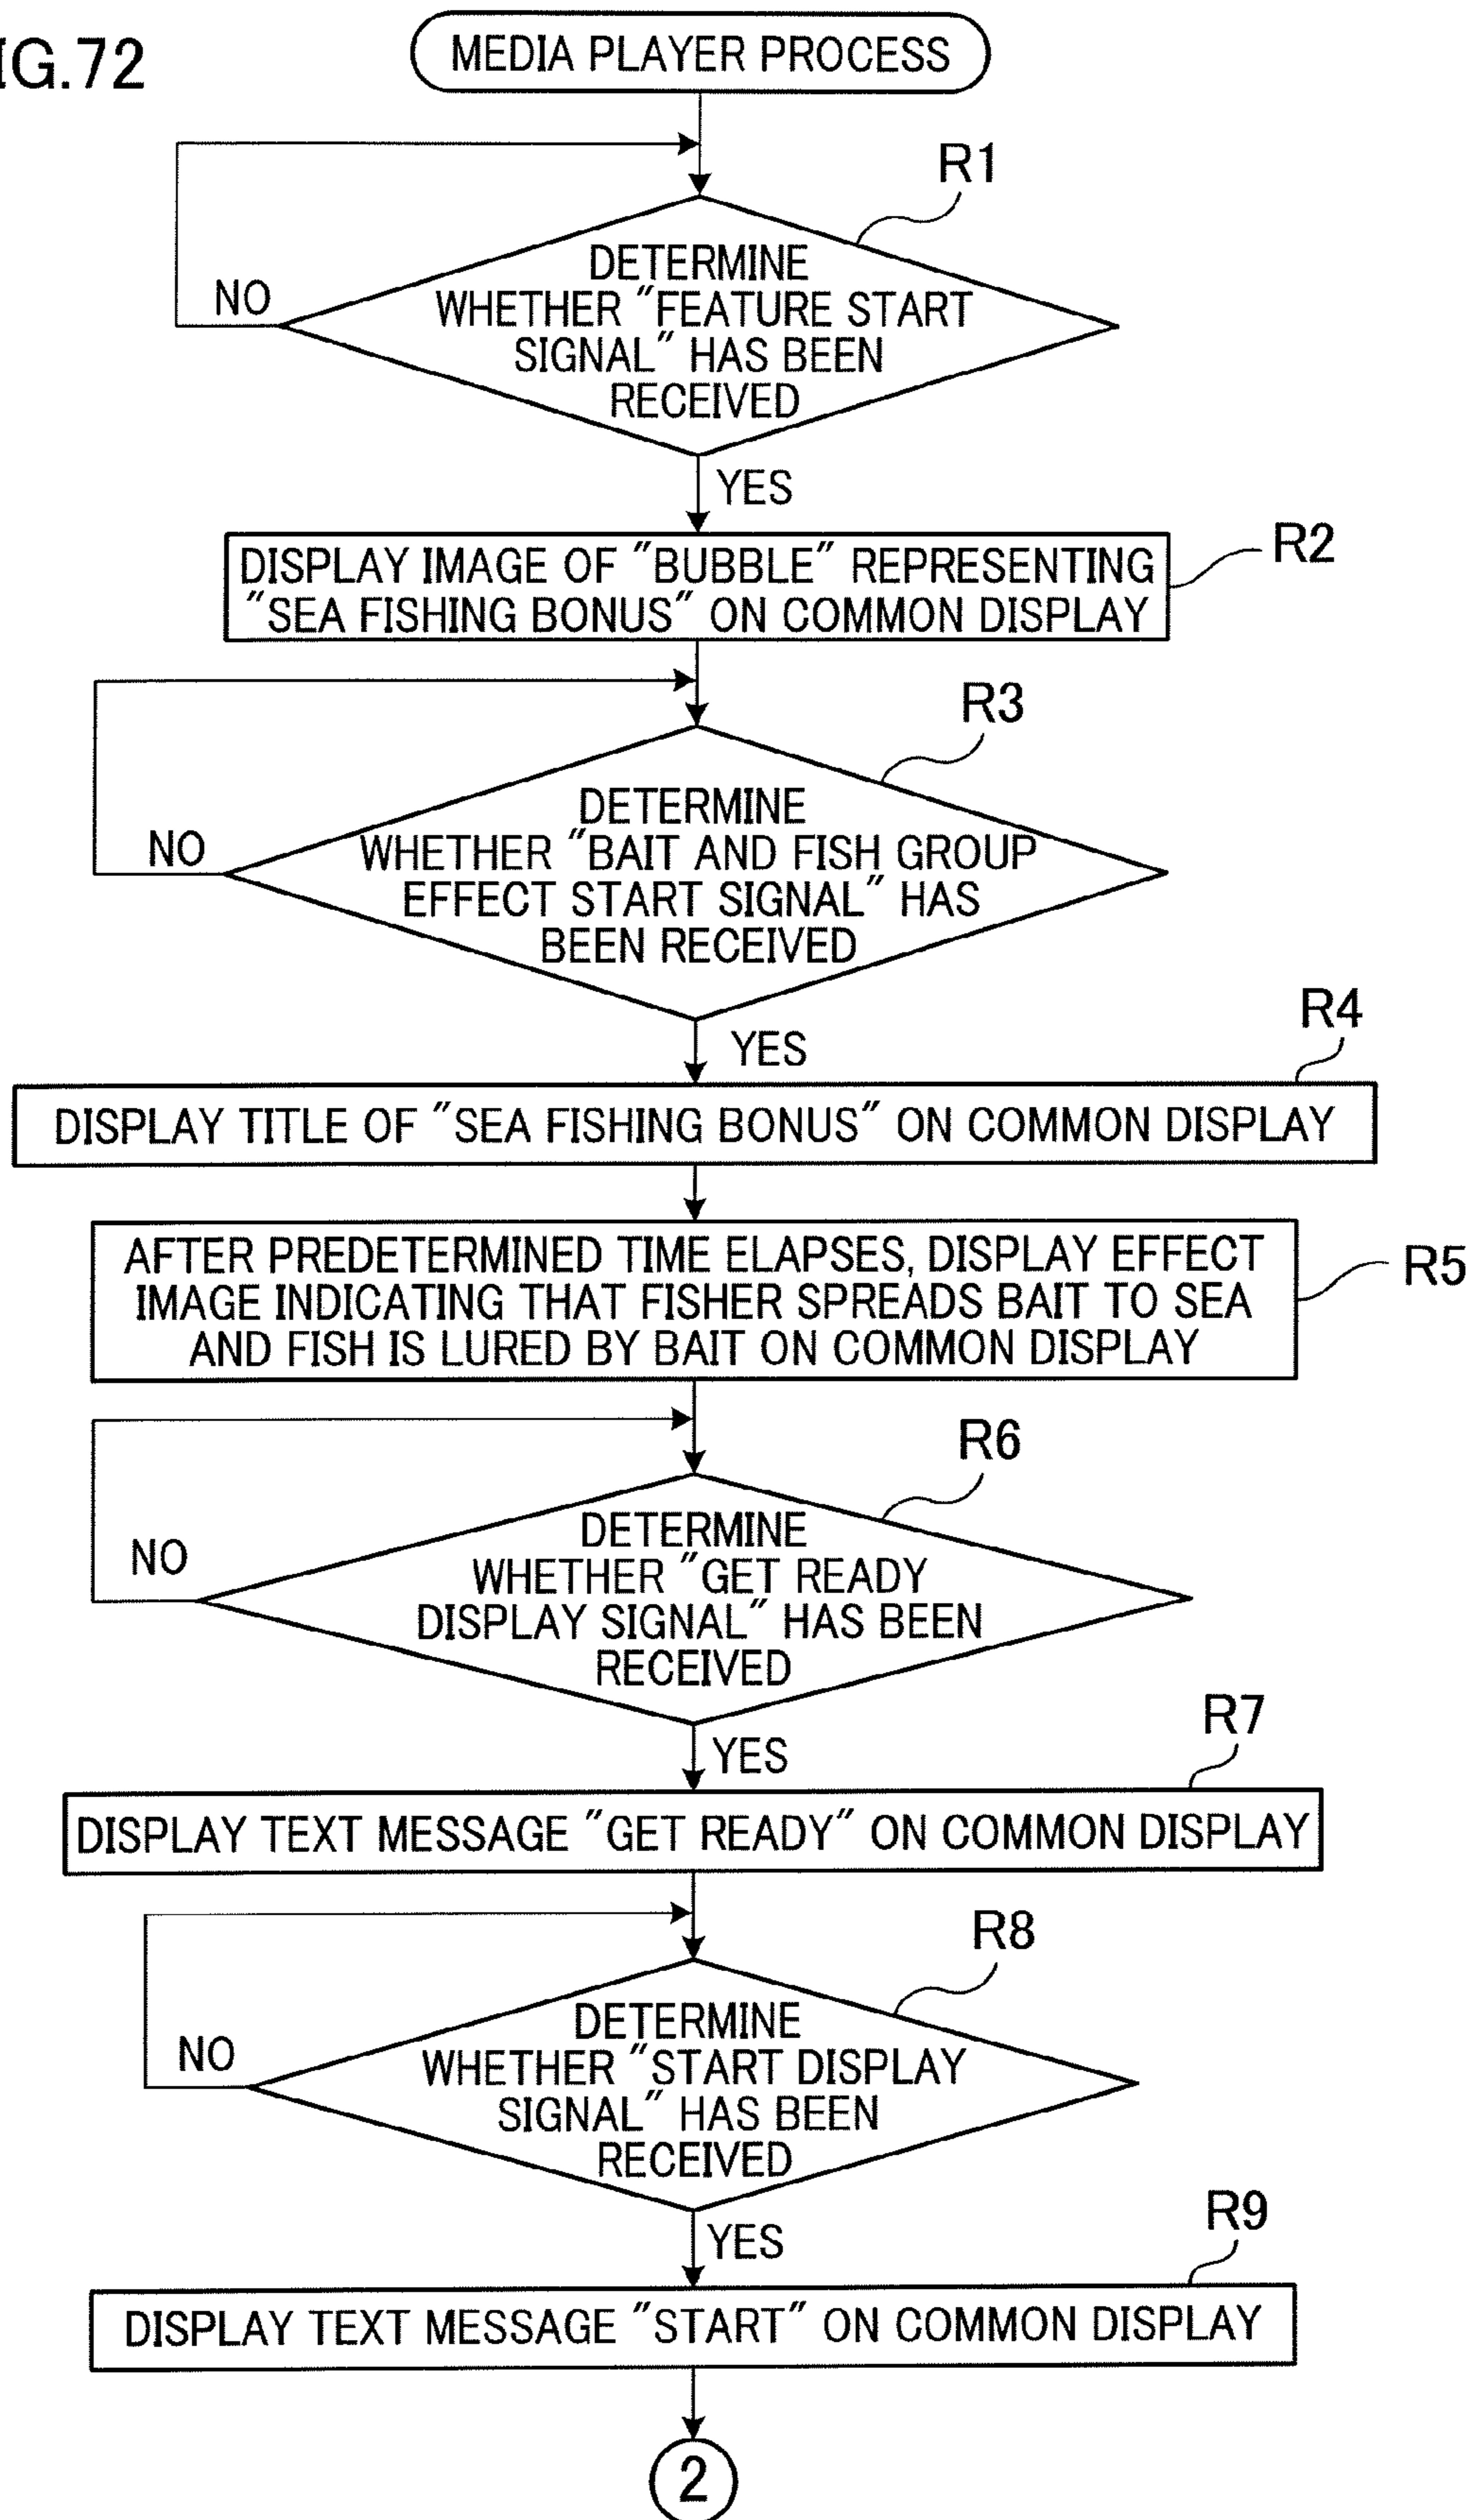 IG.72
MEDIA PLAYER PROCESS
R1
DETERMINE
WHETHER "FEATURE START
SIGNAL" HAS BEEN
RECEIVED
NO
YES
R2
DISPLAY IMAGE OF "BUBBLE" REPRESENTING
"SEA FISHING BONUS" ON COMMON DISPLAY
R3
DETERMINE
WHETHER "BAIT AND FISH GROUP
EFFECT START SIGNAL" HAS
BEEN RECEIVED
NO
YES
R4
DISPLAY TITLE OF "SEA FISHING BONUS" ON COMMON DISPLAY
AFTER PREDETERMINED TIME ELAPSES, DISPLAY EFFECT
IMAGE INDICATING THAT FISHER SPREADS BAIT TO SEA
AND FISH IS LURED BY BAIT ON COMMON DISPLAY
R5
R6
DETERMINE
WHETHER "GET READY
DISPLAY SIGNAL" HAS BEEN
RECEIVED
NO
YES
R7
DISPLAY TEXT MESSAGE "GET READY" ON COMMON DISPLAY
R8
DETERMINE
WHETHER "START DISPLAY
SIGNAL" HAS BEEN
RECEIVED
NO
YES
R9
DISPLAY TEXT MESSAGE "START" ON COMMON DISPLAY
2